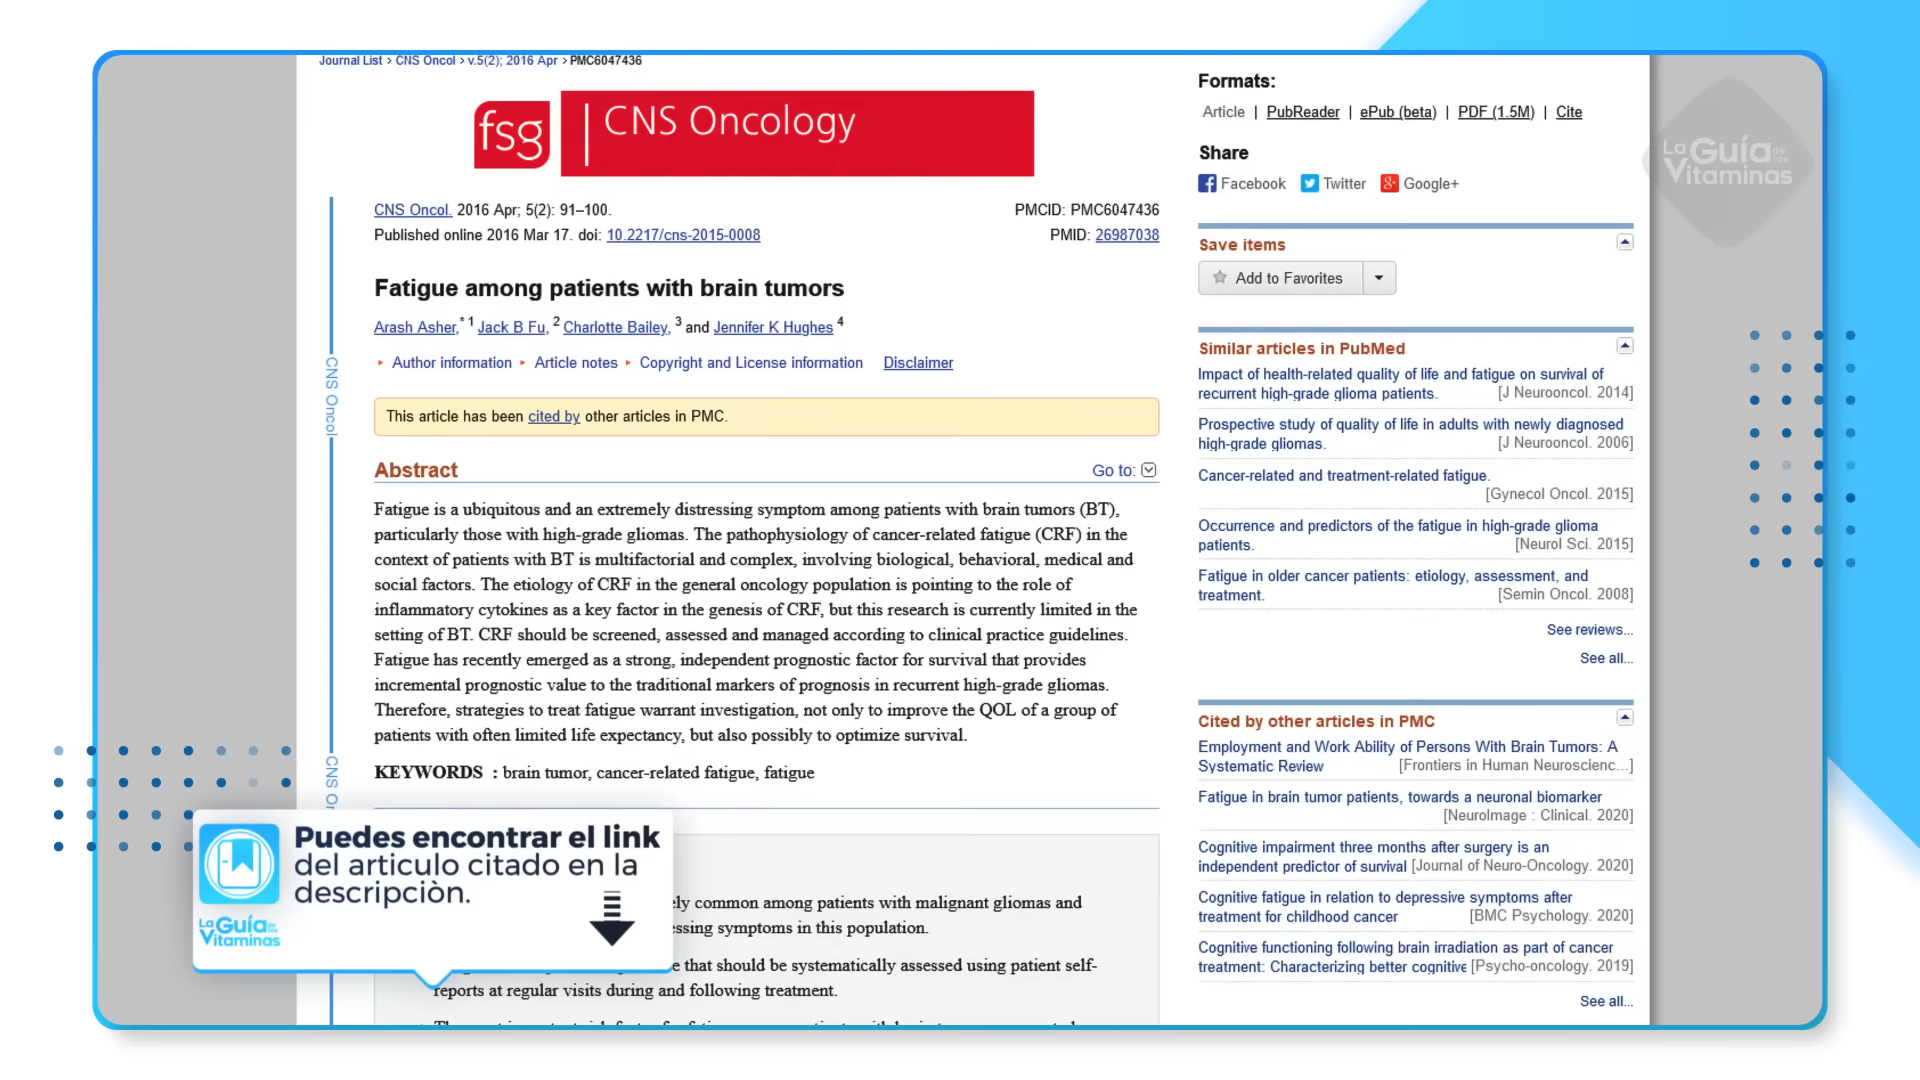 Journal List > CNS Oncol > v.5(2); 2016 Apr > PMC6047436
fsg | CNS Oncology
CNS Oncol. 2016 Apr; 5(2): 91–100. PMCID: PMC6047436
Published online 2016 Mar 17. doi: 10.2217/cns-2015-0008 PMID: 26987038
Fatigue among patients with brain tumors
Arash Asher,* 1 Jack B Fu, 2 Charlotte Bailey, 3 and Jennifer K Hughes 4
Author information Article notes Copyright and License information Disclaimer
This article has been cited by other articles in PMC.
Abstract Go to:
Fatigue is a ubiquitous and an extremely distressing symptom among patients with brain tumors (BT),
particularly those with high-grade gliomas. The pathophysiology of cancer-related fatigue (CRF) in the
context of patients with BT is multifactorial and complex, involving biological, behavioral, medical and
social factors. The etiology of CRF in the general oncology population is pointing to the role of
inflammatory cytokines as a key factor in the genesis of CRF, but this research is currently limited in the
setting of BT. CRF should be screened, assessed and managed according to clinical practice guidelines.
Fatigue has recently emerged as a strong, independent prognostic factor for survival that provides
incremental prognostic value to the traditional markers of prognosis in recurrent high-grade gliomas.
Therefore, strategies to treat fatigue warrant investigation, not only to improve the QOL of a group of
patients with often limited life expectancy, but also possibly to optimize survival.
KEYWORDS : brain tumor, cancer-related fatigue, fatigue
common among patients with malignant gliomas and
symptoms in this population.
that should be systematically assessed using patient self-
reports at regular visits during and following treatment.
CNS Oncol
CNS O
Puedes encontrar el link
del articulo citado en la
descripciòn.
La Guía de las
Vitaminas
Formats:
Article | PubReader | ePub (beta) | PDF (1.5M) | Cite
Share
Facebook Twitter Google+
Save items
Add to Favorites
Similar articles in PubMed
Impact of health-related quality of life and fatigue on survival of
recurrent high-grade glioma patients. [J Neurooncol. 2014]
Prospective study of quality of life in adults with newly diagnosed
high-grade gliomas. [J Neurooncol. 2006]
Cancer-related and treatment-related fatigue.
[Gynecol Oncol. 2015]
Occurrence and predictors of the fatigue in high-grade glioma
patients. [Neurol Sci. 2015]
Fatigue in older cancer patients: etiology, assessment, and
treatment. [Semin Oncol. 2008]
See reviews...
See all...
Cited by other articles in PMC
Employment and Work Ability of Persons With Brain Tumors: A
Systematic Review [Frontiers in Human Neuroscienc...]
Fatigue in brain tumor patients, towards a neuronal biomarker
[NeuroImage : Clinical. 2020]
Cognitive impairment three months after surgery is an
independent predictor of survival [Journal of Neuro-Oncology. 2020]
Cognitive fatigue in relation to depressive symptoms after
treatment for childhood cancer [BMC Psychology. 2020]
Cognitive functioning following brain irradiation as part of cancer
treatment: Characterizing better cognitive [Psycho-oncology. 2019]
See all...
La Guía de las
Vitaminas